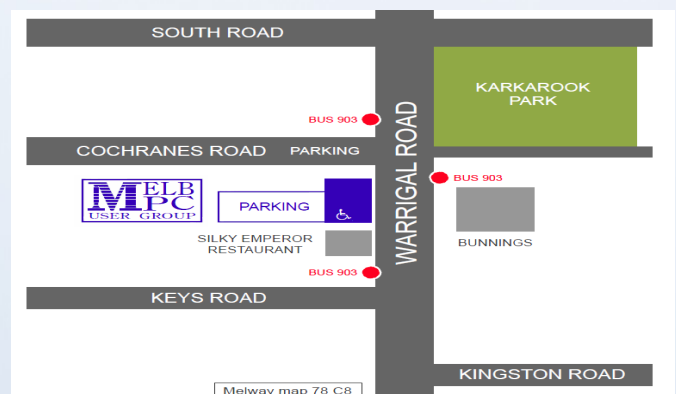 SOUTH ROAD
KARKAROOK
PARK
BUS 903
WARRIGAL ROAD
COCHRANES ROAD PARKING
BUS 903
MELB
PC
USER GROUP
PARKING
BUNNINGS
SILKY EMPEROR
RESTAURANT
BUS 903
KEYS ROAD
KINGSTON ROAD
Melway map 78 C8